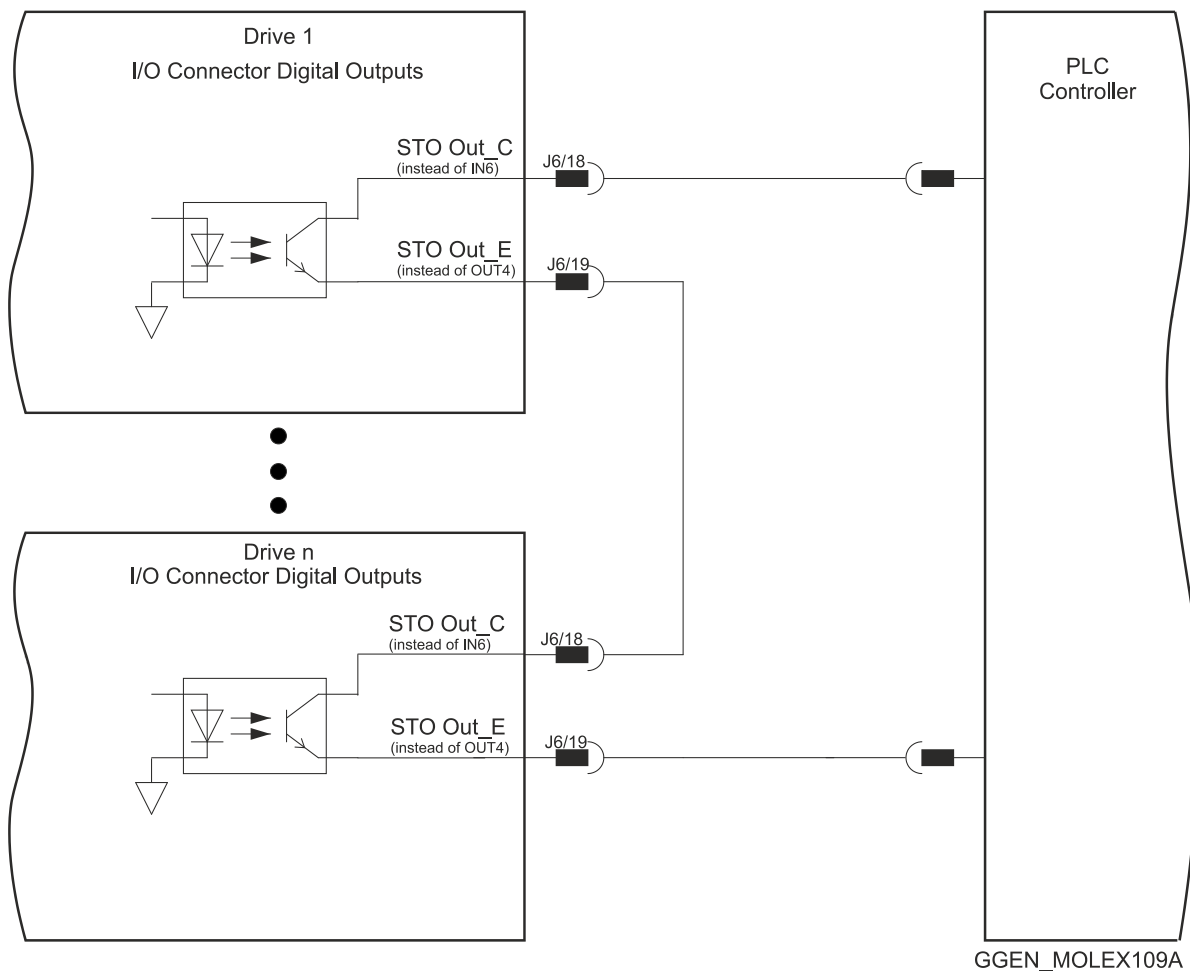 Drive 1
I/O Connector Digital Outputs
STO Out_C
(instead of IN6)
J6/18
STO Out_E
(instead of OUT4)
J6/19
PLC
Controller
Drive n
I/O Connector Digital Outputs
STO Out_C
(instead of IN6)
J6/18
STO Out_E
(instead of OUT4)
J6/19
GGEN_MOLEX109A